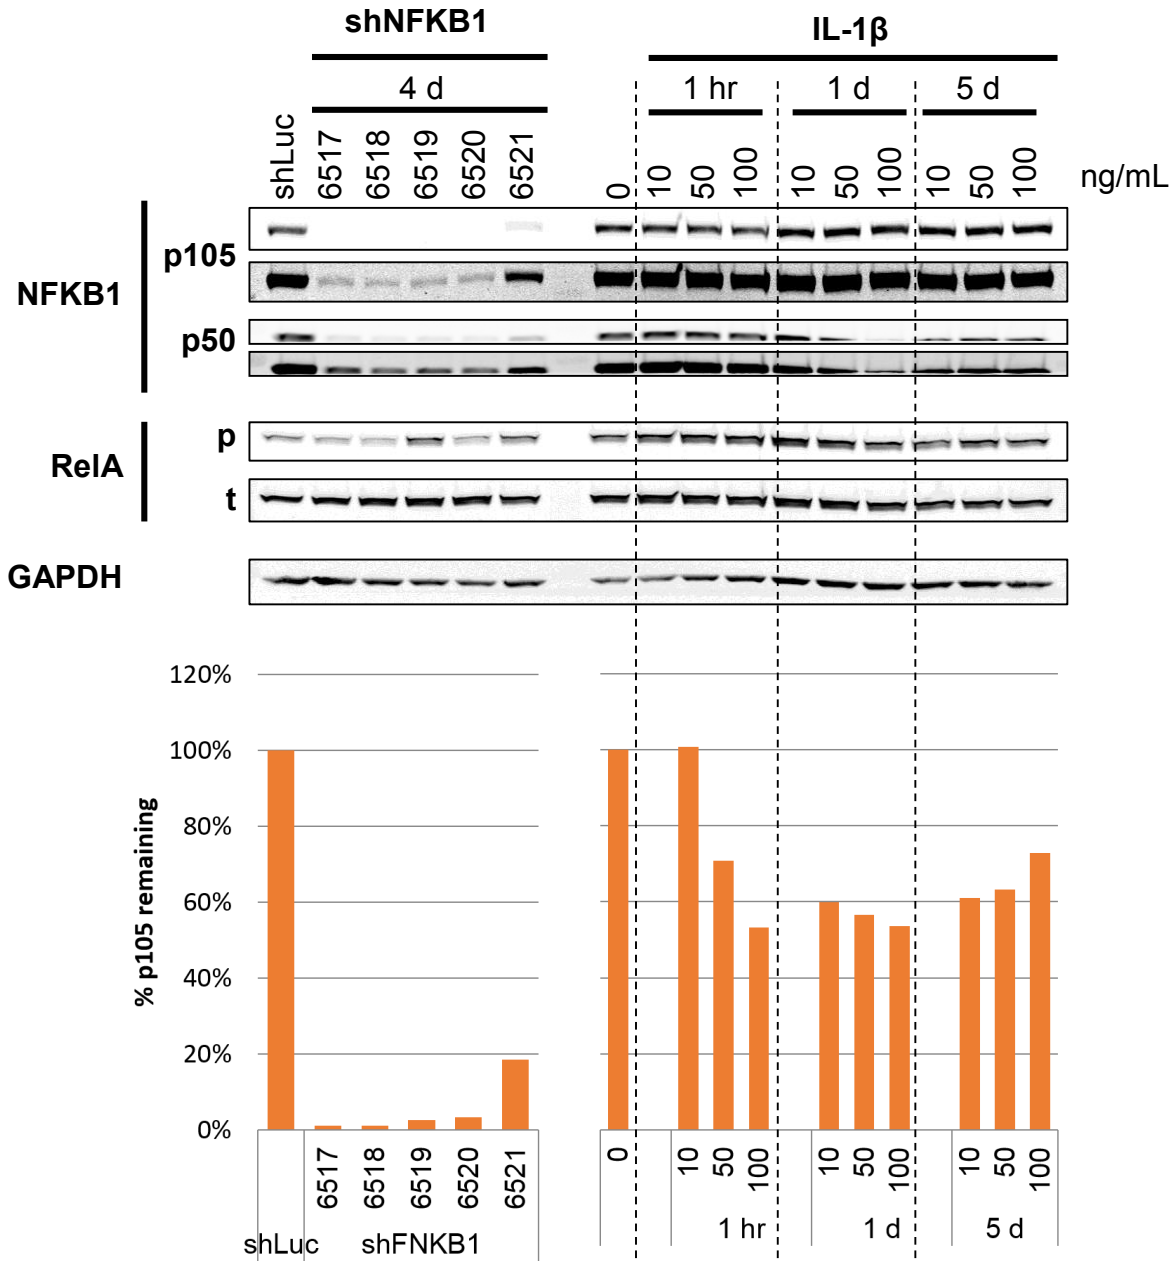 shNFKB1
IL-1β
4 d
1 hr
1 d
5 d
shLuc
6517
6518
6519
6520
6521
0
10
50
100
10
50
100
10
50
100
ng/mL
NFKB1
p105
p50
RelA
p
t
GAPDH
120%
100%
80%
60%
40%
20%
0%
% p105 remaining
6517
6518
6519
6520
6521
0
10
50
100
10
50
100
10
50
100
shLuc
shFNKB1
1 hr
1 d
5 d